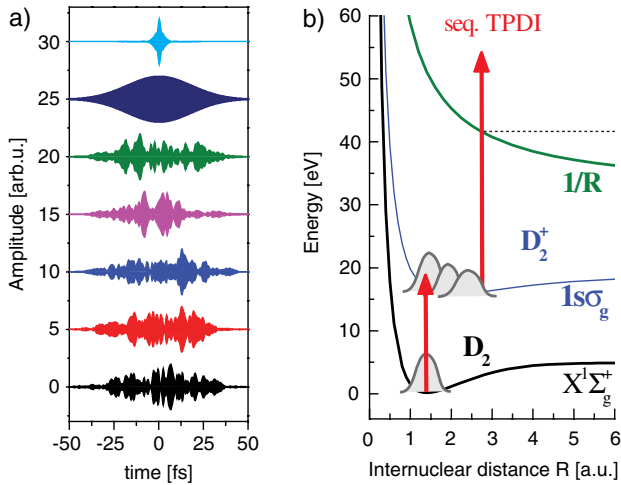 a)
Amplitude [arb.u.]
30
25
20
15
10
5
0
-50 -25 0 25 50
time [fs]
b)
Energy [eV]
60
50
40
30
20
10
0
seq. TPDI
1/R
D₂⁺
1sσg
D₂
X¹Σg⁺
0 1 2 3 4 5 6
Internuclear distance R [a.u.]